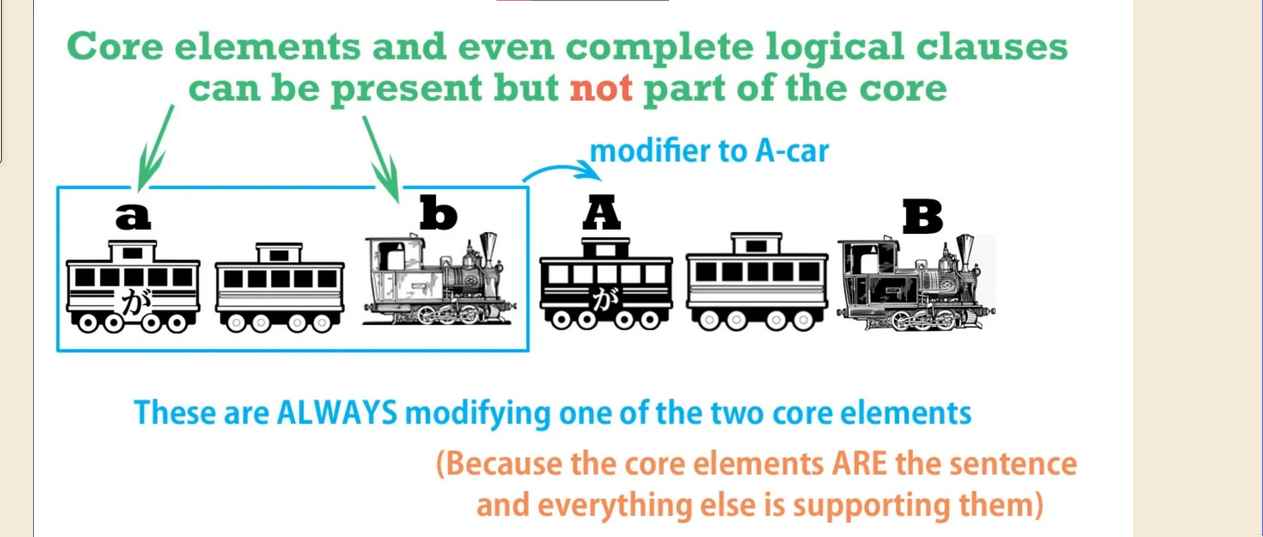 Core elements and even complete logical clauses
can be present but not part of the core
modifier to A-car
a
b
A
B
が
が
These are ALWAYS modifying one of the two core elements
(Because the core elements ARE the sentence
and everything else is supporting them)